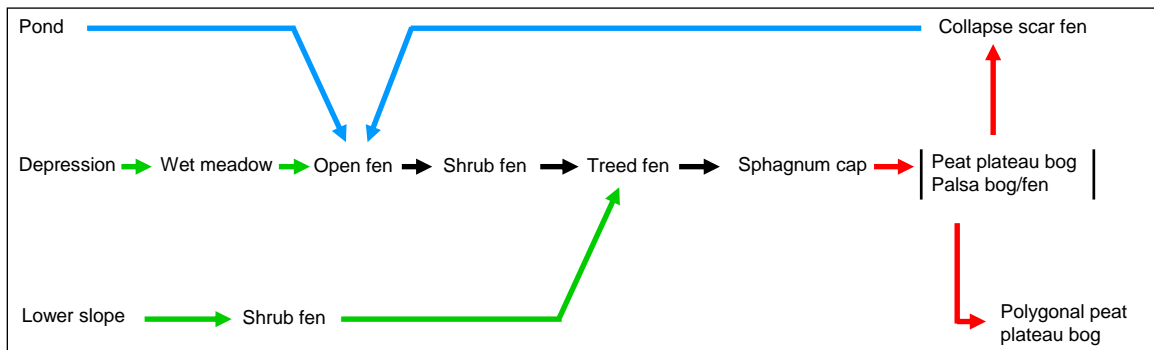 Pond
Collapse scar fen
Depression
Wet meadow
Open fen
Shrub fen
Treed fen
Sphagnum cap
Peat plateau bog
Palsa bog/fen
Lower slope
Shrub fen
Polygonal peat
plateau bog